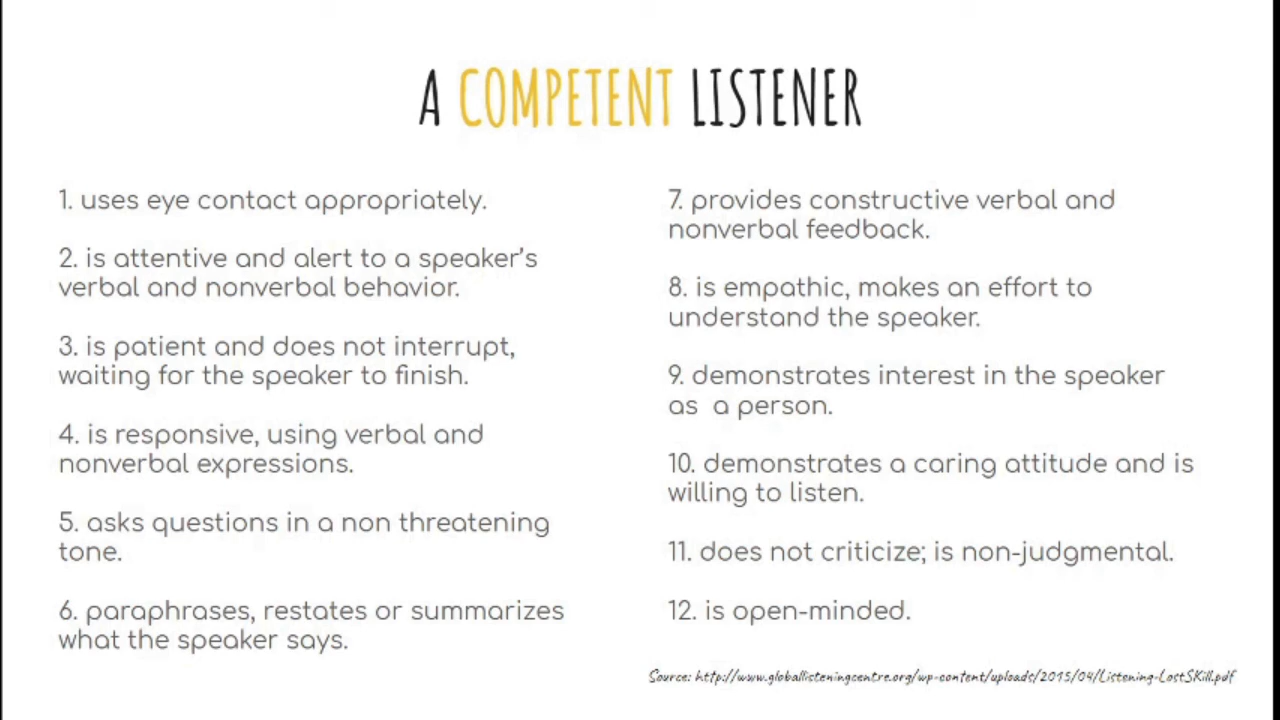 A COMPETENT LISTENER
1. uses eye contact appropriately.
2. is attentive and alert to a speaker’s
verbal and nonverbal behavior.
3. is patient and does not interrupt,
waiting for the speaker to finish.
4. is responsive, using verbal and
nonverbal expressions.
5. asks questions in a non threatening
tone.
6. paraphrases, restates or summarizes
what the speaker says.
7. provides constructive verbal and
nonverbal feedback.
8. is empathic, makes an effort to
understand the speaker.
9. demonstrates interest in the speaker
as  a person.
10. demonstrates a caring attitude and is
willing to listen.
11. does not criticize; is non-judgmental.
12. is open-minded.
Source: http://www.globallisteningcentre.org/wp-content/uploads/2015/04/Listening-LostSKill.pdf